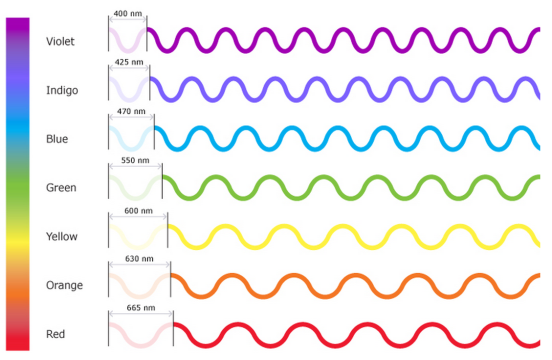 400 nm
Violet
425 nm
Indigo
470 nm
Blue
550 nm
Green
600 nm
Yellow
630 nm
Orange
665 nm
Red